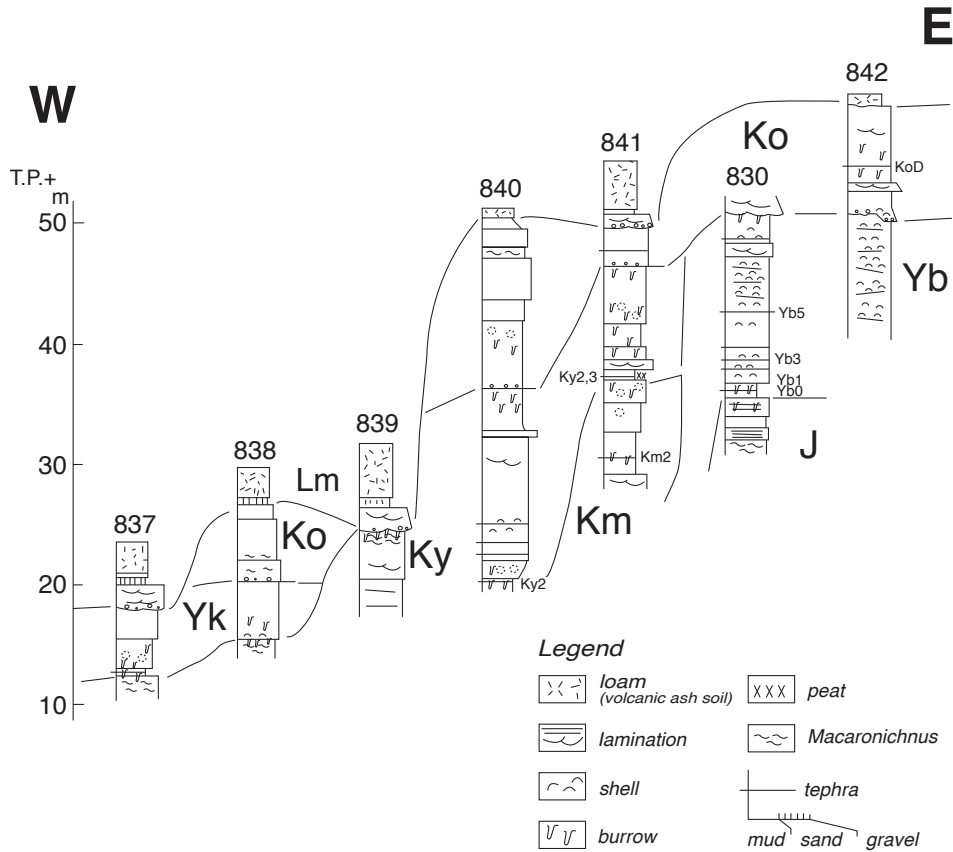 E
W
842
841
Ko
KoD
830
T.P.+
m
840
50
Yb
Yb5
40
Yb3
Ky2,3
Yb1
Yb0
839
J
838
Km2
30
Lm
Km
Ko
837
Ky
Ky2
20
Yk
10
Legend
loam
(volcanic ash soil)
peat
lamination
Macaronichnus
shell
tephra
burrow
mud sand gravel